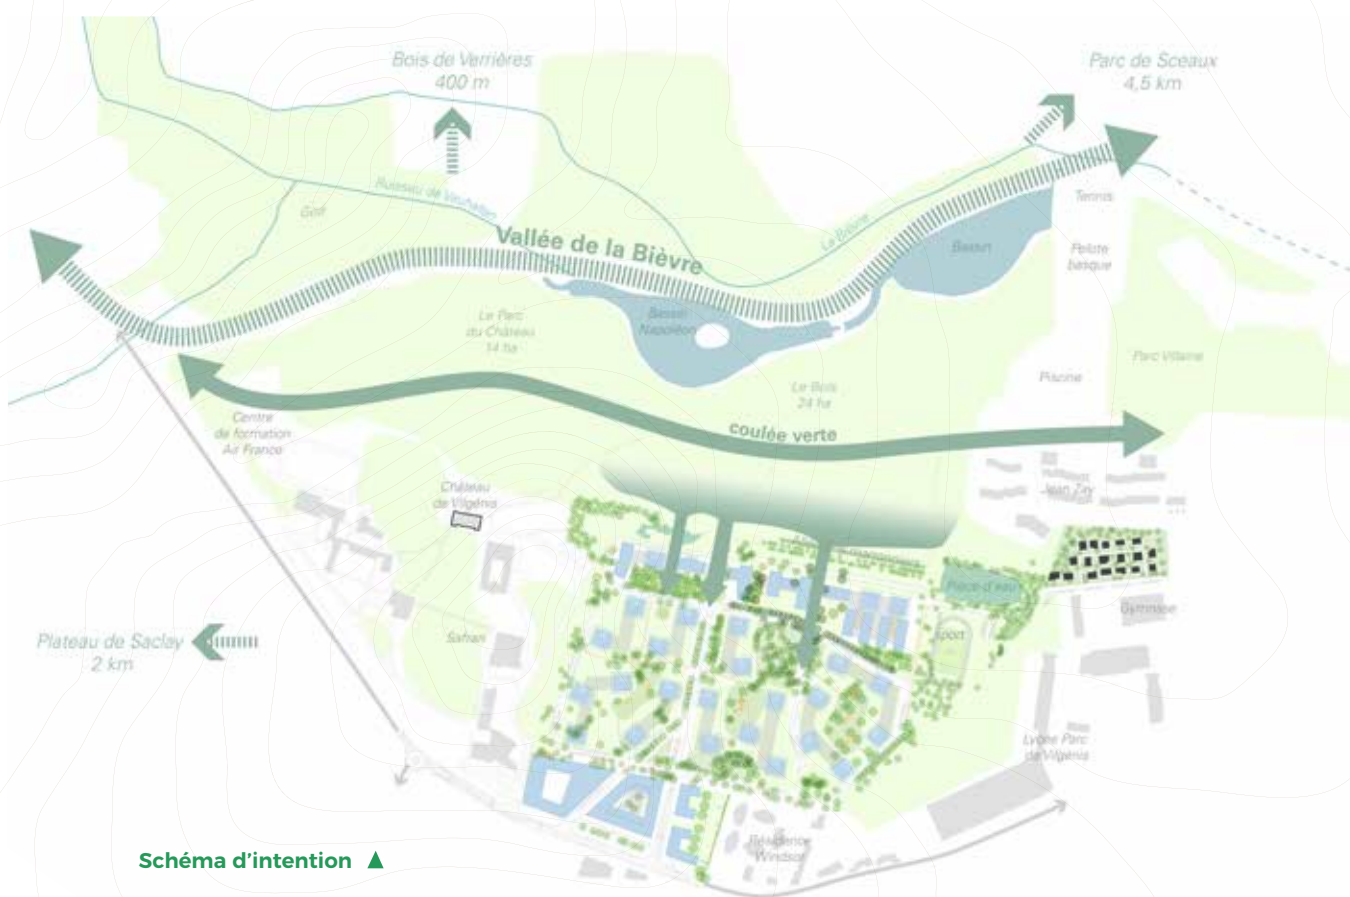 Bois de Verrières
400 m
Parc de Sceaux
4,5 km
Ruisseau de Vauhallan
Golf
Tennis
La Bièvre
Vallée de la Bièvre
Bassin
Pelote
basque
Le Parc
du Château
14 ha
Bassin
Napoléon
Parc Vilaine
Piscine
Le Bois
24 ha
Centre
de formation
Air France
coulée verte
Château
de Vilgénis
Jean Zay
Pièce d'eau
Gymnase
Plateau de Saclay
2 km
Safran
sport
Lycée Parc
de Vilgénis
Résidence
Windsor
Schéma d'intention